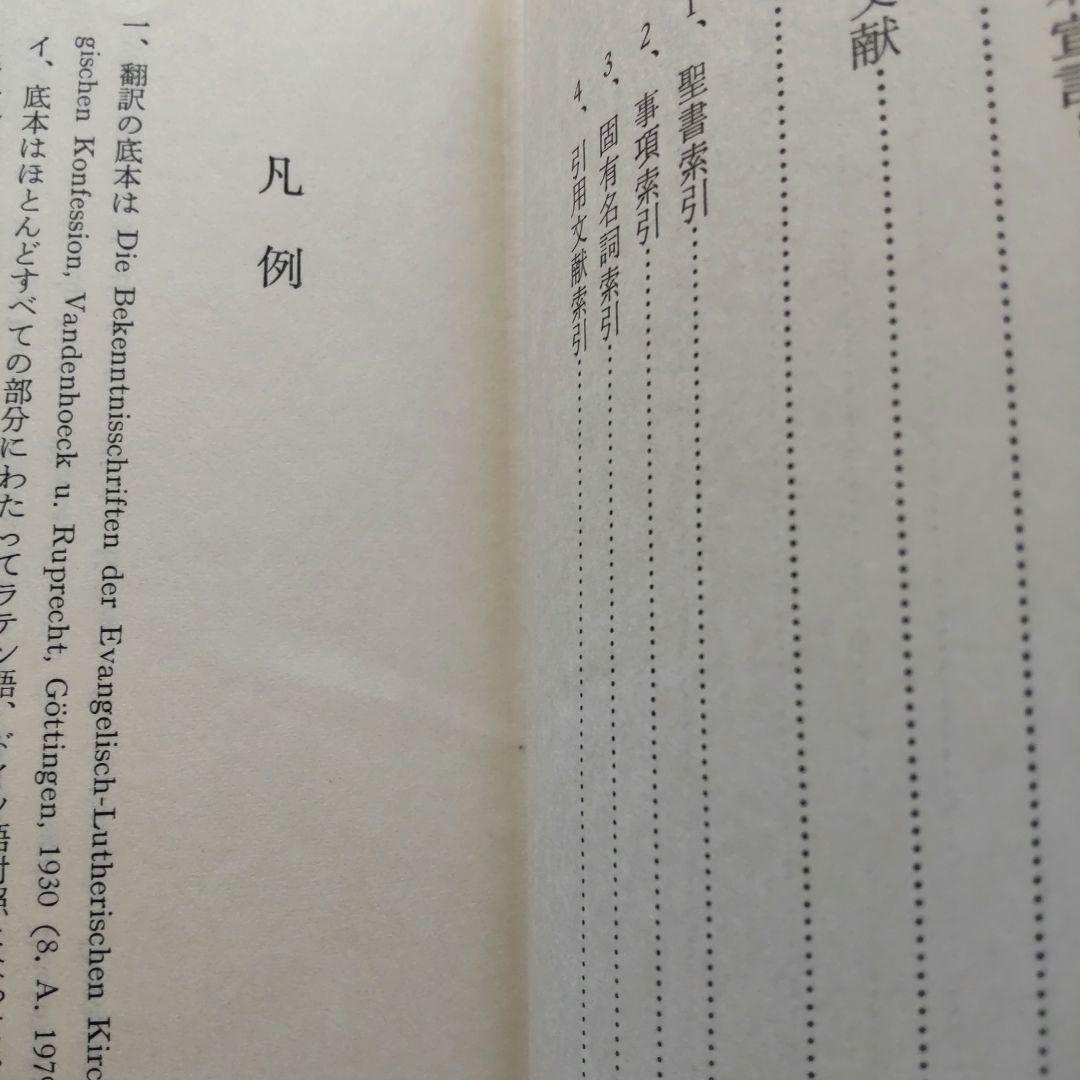 文献
1、聖書索引
2、事項索引
3、固有名詞索引
4、引用文献索引
凡例
1、翻訳の底本は Die Bekenntnisschriften der Evangelisch-Lutherischen
gischen Konfession, Vandenhoeck u. Ruprecht, Göttingen, 1930 (8. A.
イ、底本はほとんどすべての部分にわたってラテン語、